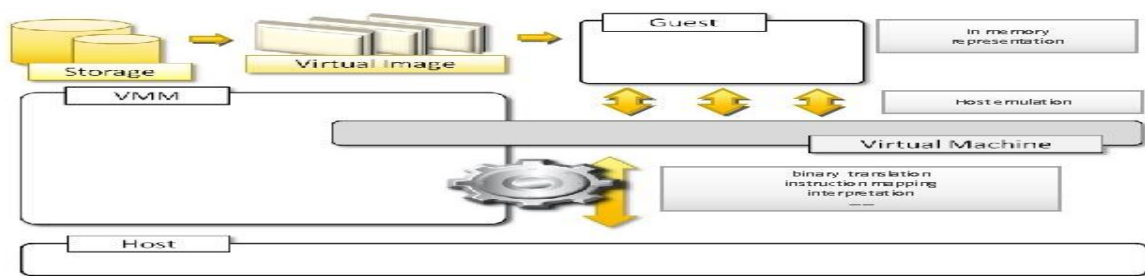 Guest
In memory
representation
Storage
Virtual Image
VMM
Host emulation
Virtual Machine
binary translation
instruction mapping
interpretation
Host